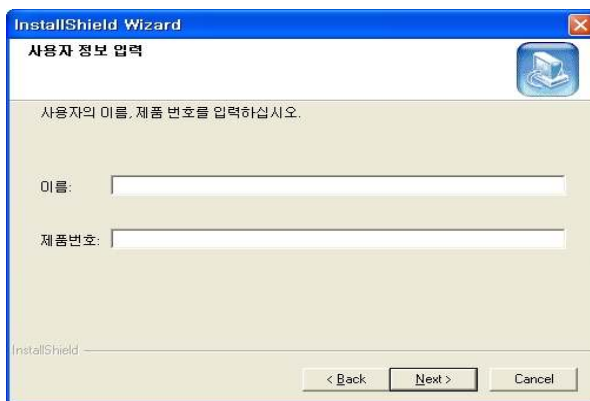 InstallShield Wizard
사용자 정보 입력
사용자의 이름, 제품 번호를 입력하십시오.
이름:
제품번호:
InstallShield
< Back Next > Cancel